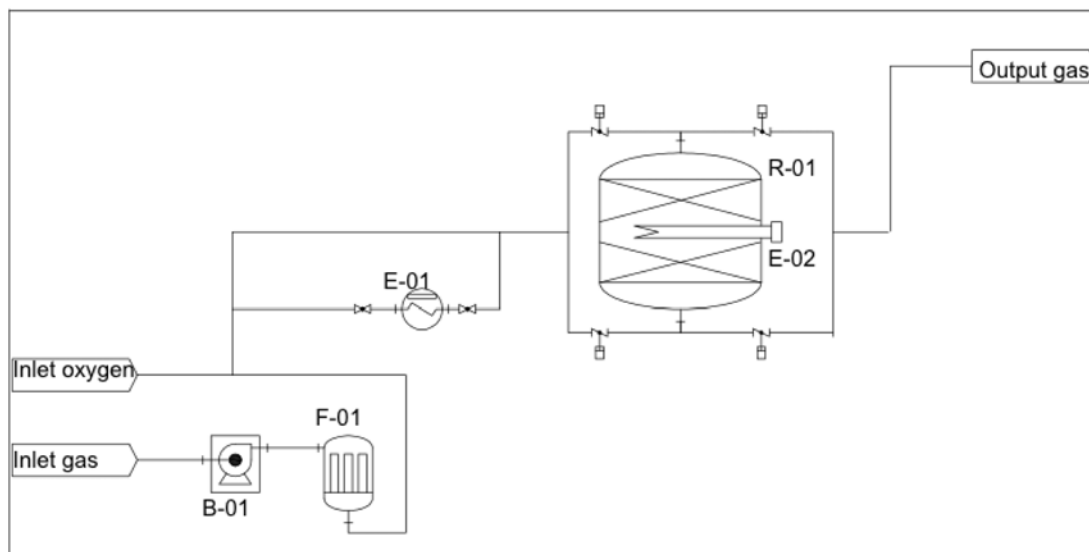 Output gas
R-01
E-02
E-01
Inlet oxygen
F-01
Inlet gas
B-01